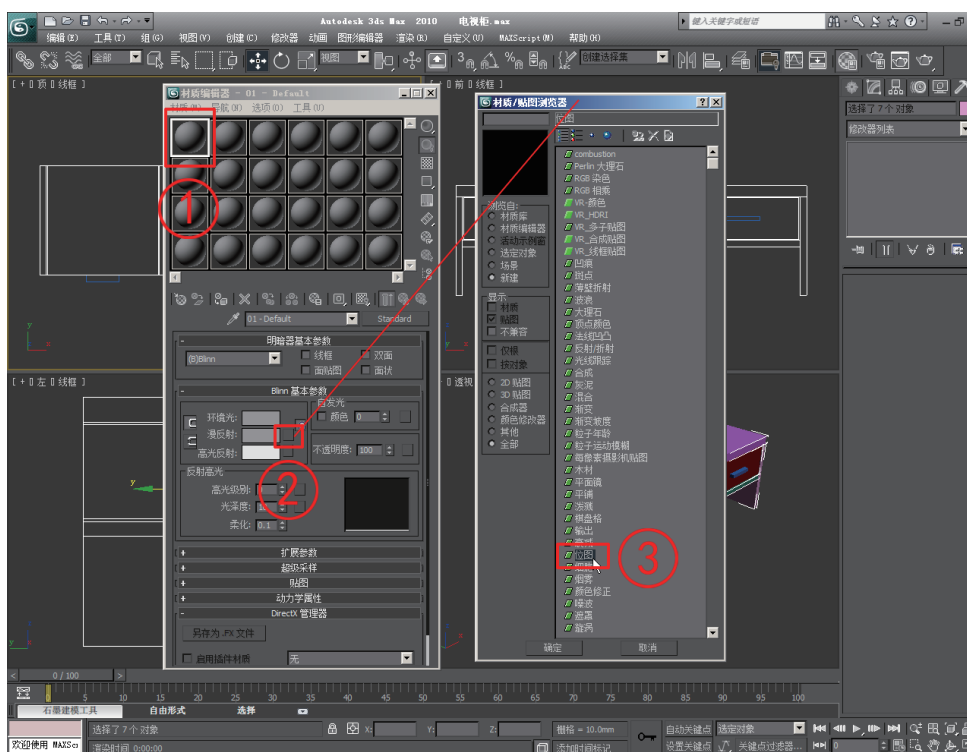 Autodesk 3ds Max 2010 电视柜.max
键入关键字或短语
编辑(E) 工具(T) 组(G) 视图(V) 创建(C) 修改器 动画 图形编辑器 渲染(R) 自定义(U) MAXScript(M) 帮助(H)
全部 视图 3 创建选择集
[ + 0 顶 0 线框 ]
0 前 0 线框 ]
选择了 7 个对象
修改器列表
材质编辑器 - 01 - Default
材质(M) 导航(N) 选项(O) 工具(U)
①
01 - Default Standard
明暗器基本参数
(B)Blinn 线框 双面
面贴图 面状
Blinn 基本参数
自发光
环境光: 颜色 0
漫反射:
高光反射: 不透明度: 100
反射高光
②
高光级别:
光泽度:
柔化: 0.1
扩展参数
超级采样
贴图
动力学属性
DirectX 管理器
另存为 .FX 文件
启用插件材质 无
材质/贴图浏览器
位图
浏览自:
材质库
材质编辑器
活动示例窗
选定对象
场景
新建
显示
材质
贴图
不兼容
仅根
按对象
2D 贴图
3D 贴图
合成器
颜色修改器
其他
全部
combustion
Perlin 大理石
RGB 染色
RGB 相乘
VR-颜色
VR_HDRI
VR_多子贴图
VR_合成贴图
VR_线框贴图
凹痕
斑点
薄壁折射
波浪
大理石
顶点颜色
法线凹凸
反射/折射
光线跟踪
合成
灰泥
混合
渐变
渐变坡度
粒子年龄
粒子运动模糊
每像素摄影机贴图
木材
平面镜
平铺
泼溅
棋盘格
输出
衰减
位图
细胞
烟雾
颜色修正
噪波
遮罩
漩涡
③
确定 取消
[ + 0 左 0 线框 ]
0 透视
y
x
0 / 100
5 10 15 20 25 30 35 40 45 50 55 60 65 70 75 80 85 90 95 100
石墨建模工具 自由形式 选择
选择了 7 个对象 X: Y: Z: 栅格 = 10.0mm 自动关键点 选定对象
欢迎使用 MAXScr 渲染时间 0:00:00 添加时间标记 设置关键点 关键点过滤器... 0